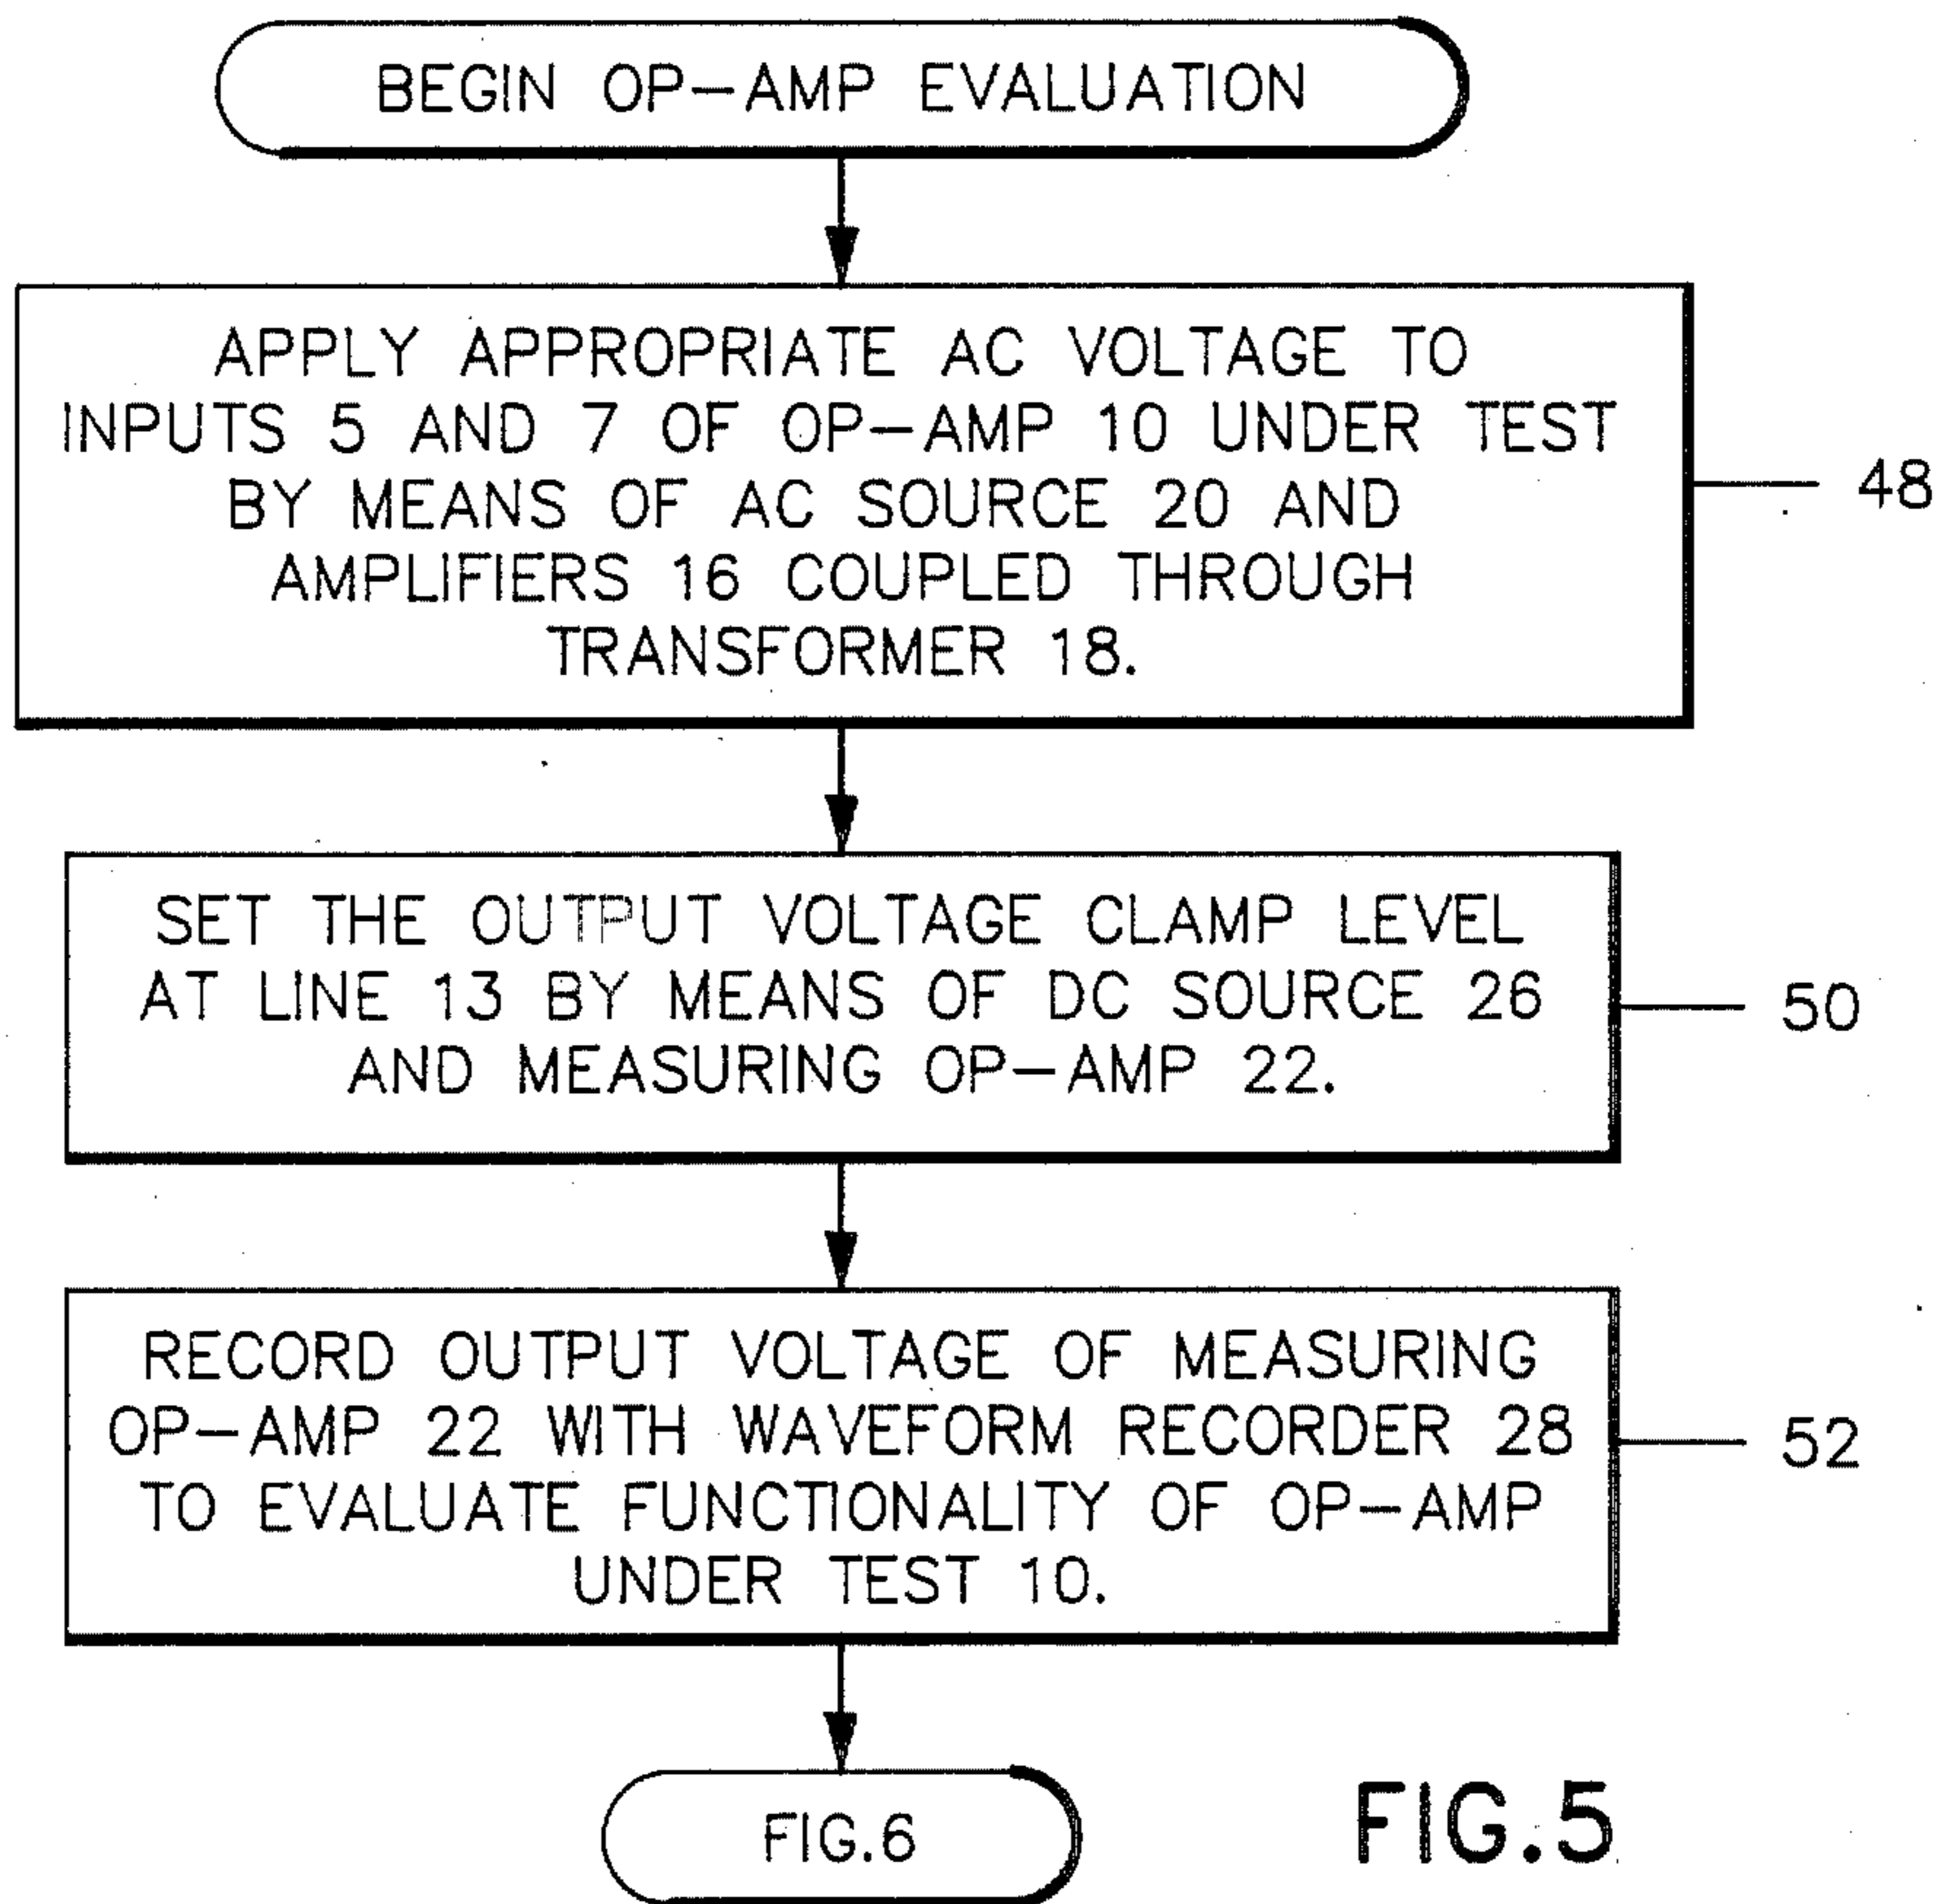 BEGIN OP-AMP EVALUATION
APPLY APPROPRIATE AC VOLTAGE TO
INPUTS 5 AND 7 OF OP-AMP 10 UNDER TEST
BY MEANS OF AC SOURCE 20 AND
AMPLIFIERS 16 COUPLED THROUGH
TRANSFORMER 18.
48
SET THE OUTPUT VOLTAGE CLAMP LEVEL
AT LINE 13 BY MEANS OF DC SOURCE 26
AND MEASURING OP-AMP 22.
50
RECORD OUTPUT VOLTAGE OF MEASURING
OP-AMP 22 WITH WAVEFORM RECORDER 28
TO EVALUATE FUNCTIONALITY OF OP-AMP
UNDER TEST 10.
52
FIG.6
FIG.5